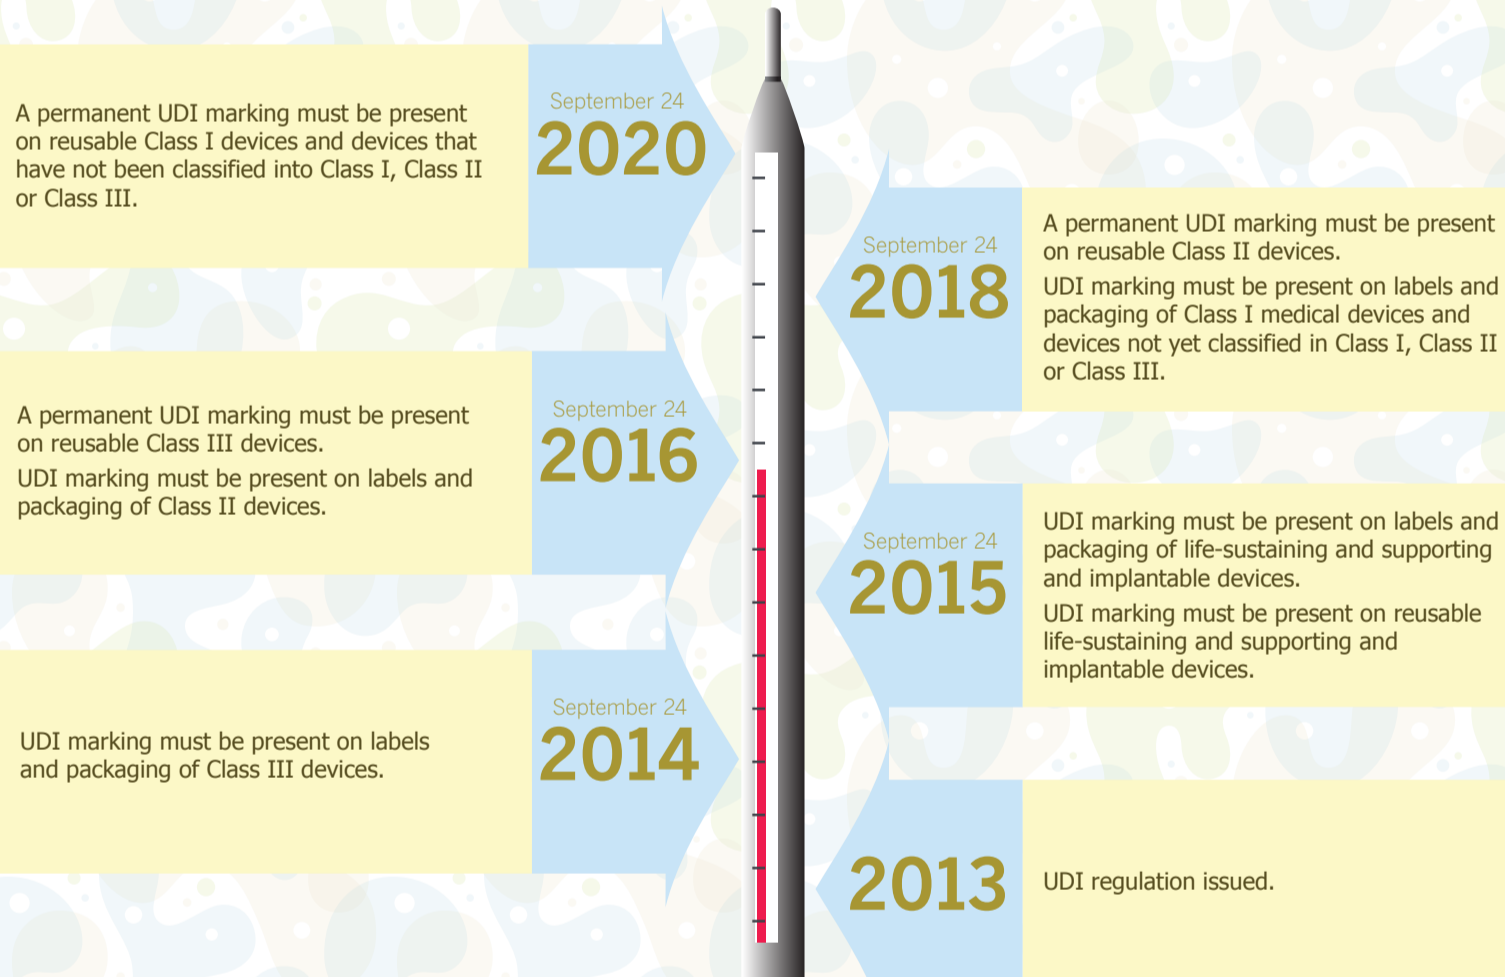 September 24
2020
A permanent UDI marking must be present
on reusable Class I devices and devices that
have not been classified into Class I, Class II
or Class III.
September 24
2018
A permanent UDI marking must be present
on reusable Class II devices.
UDI marking must be present on labels and
packaging of Class I medical devices and
devices not yet classified in Class I, Class II
or Class III.
September 24
2016
A permanent UDI marking must be present
on reusable Class III devices.
UDI marking must be present on labels and
packaging of Class II devices.
September 24
2015
UDI marking must be present on labels and
packaging of life-sustaining and supporting
and implantable devices.
UDI marking must be present on reusable
life-sustaining and supporting and
implantable devices.
September 24
2014
UDI marking must be present on labels
and packaging of Class III devices.
2013
UDI regulation issued.